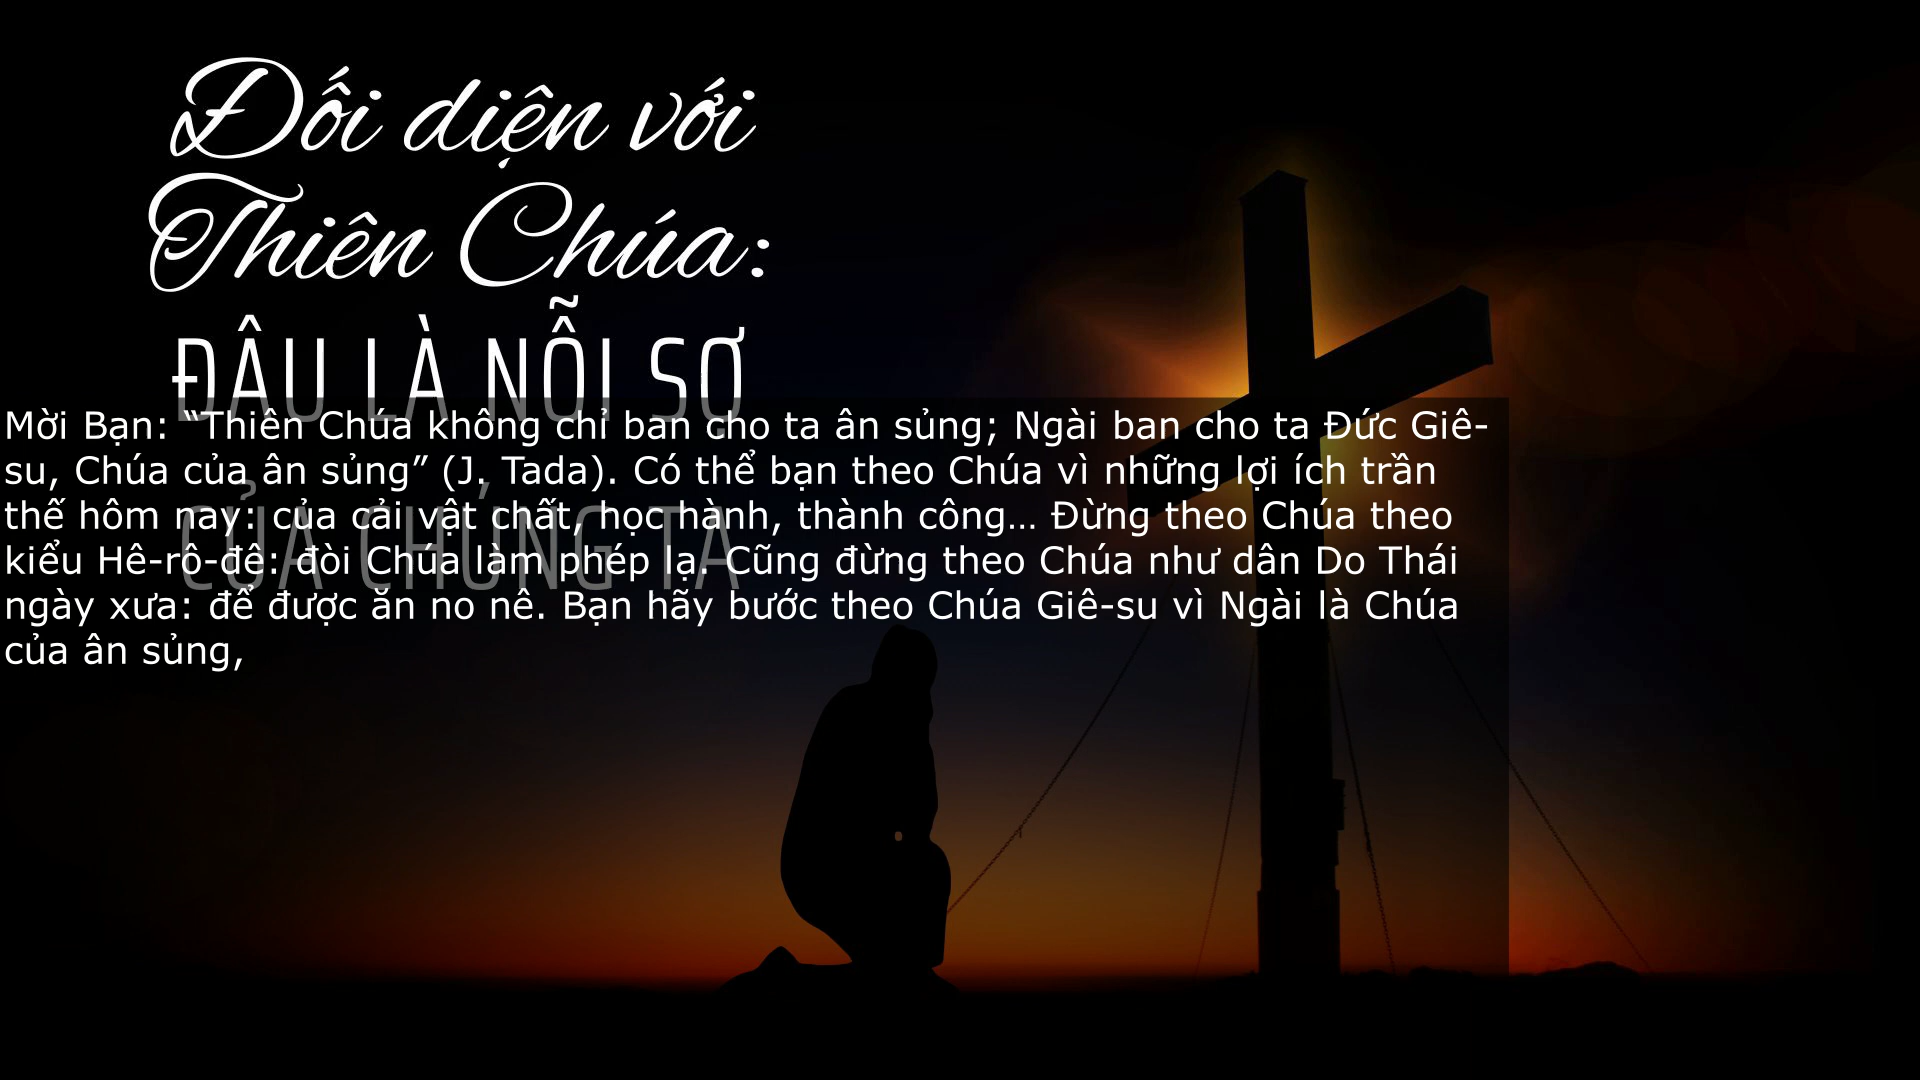 Đối diện với
Thiên Chúa:
ĐÂU LÀ NỖI SỢ
CỦA CHÚNG TA
Mời Bạn: “Thiên Chúa không chỉ ban cho ta ân sủng; Ngài ban cho ta Đức Giê-
su, Chúa của ân sủng” (J. Tada). Có thể bạn theo Chúa vì những lợi ích trần
thế hôm nay: của cải vật chất, học hành, thành công… Đừng theo Chúa theo
kiểu Hê-rô-đê: đòi Chúa làm phép lạ. Cũng đừng theo Chúa như dân Do Thái
ngày xưa: để được ăn no nê. Bạn hãy bước theo Chúa Giê-su vì Ngài là Chúa
của ân sủng,